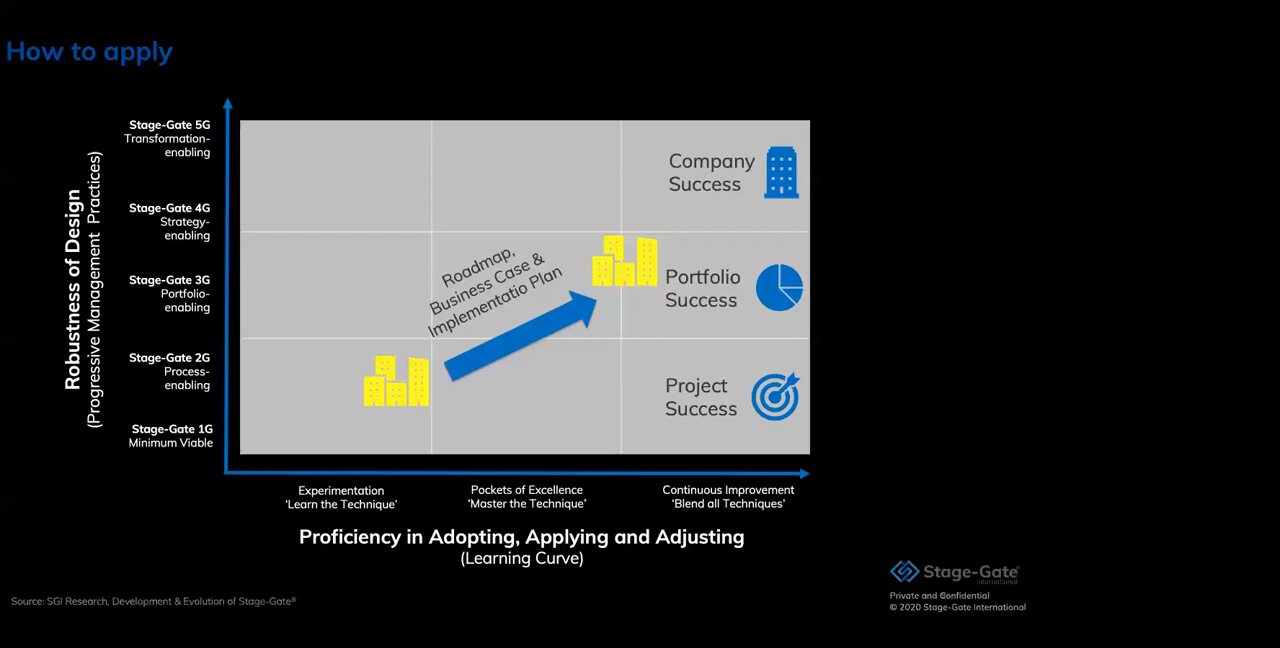 How to apply
Stage-Gate 5G
Transformation-
enabling
Stage-Gate 4G
Strategy-
enabling
Stage-Gate 3G
Portfolio-
enabling
Stage-Gate 2G
Process-
enabling
Stage-Gate 1G
Minimum Viable
Robustness of Design
(Progressive Management Practices)
Company
Success
Roadmap,
Business Case &
Implementatio Plan
Portfolio
Success
Project
Success
Experimentation
‘Learn the Technique’
Pockets of Excellence
‘Master the Technique’
Continuous Improvement
‘Blend all Techniques’
Proficiency in Adopting, Applying and Adjusting
(Learning Curve)
Source: SGI Research, Development & Evolution of Stage-Gate®
Stage-Gate®
International
Private and Confidential
© 2020 Stage-Gate International